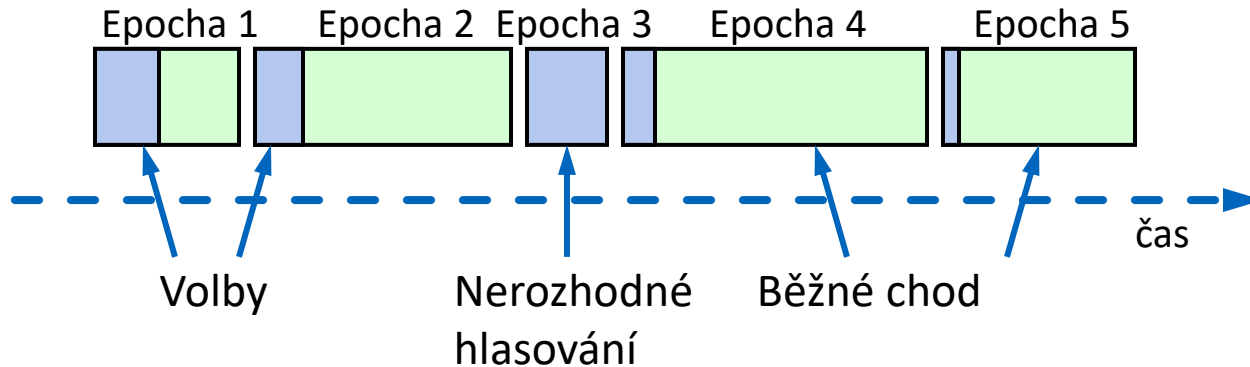 Epocha 1 Epocha 2 Epocha 3 Epocha 4 Epocha 5
čas
Volby
Nerozhodné
hlasování
Běžné chod